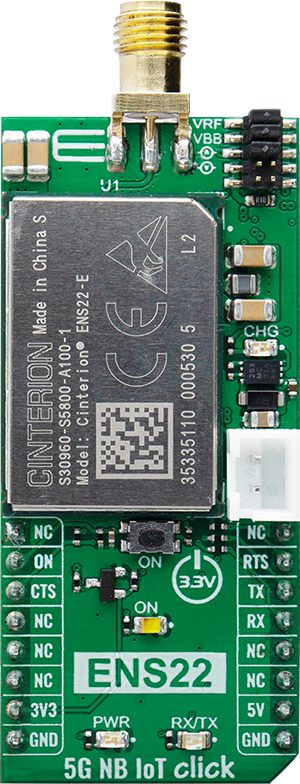 VRF
VBB
U1
CINTERION Made in China S
S30960-S5800-A100-1
Model: Cinterion® ENS22-E
CE
L 2
35335110 000530 5
CHG
ON
3.3V
ON
NC
ON
CTS
NC
NC
NC
3V3
GND
NC
RTS
TX
RX
NC
NC
5V
GND
ENS22
PWR
RX/TX
5G NB IoT click